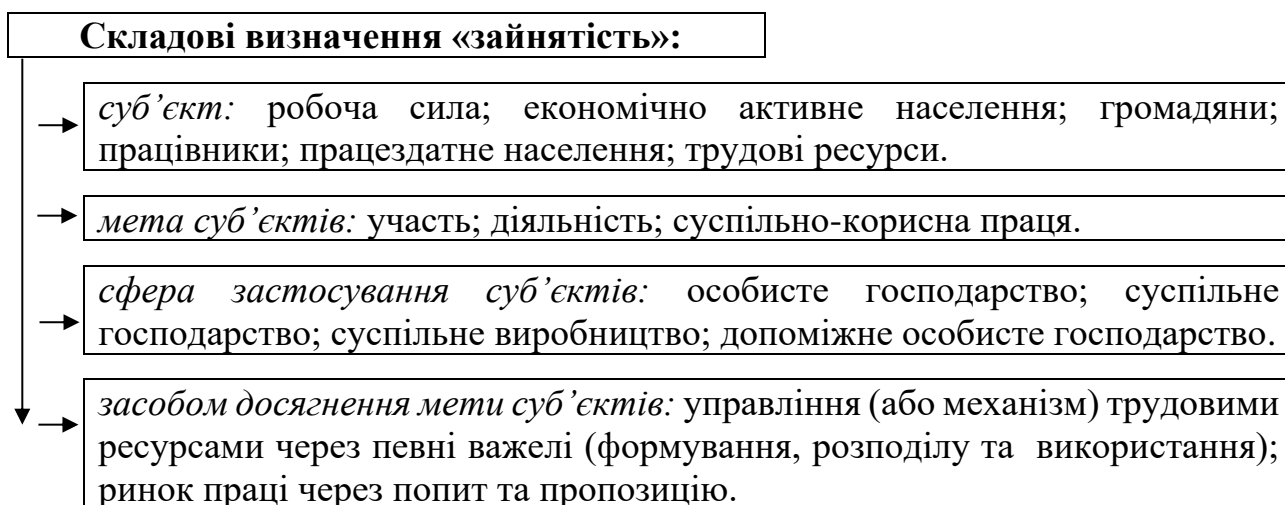 Складові визначення «зайнятість»:
суб’єкт: робоча сила; економічно активне населення; громадяни;
працівники; працездатне населення; трудові ресурси.
мета суб’єктів: участь; діяльність; суспільно-корисна праця.
сфера застосування суб’єктів: особисте господарство; суспільне
господарство; суспільне виробництво; допоміжне особисте господарство.
засобом досягнення мети суб’єктів: управління (або механізм) трудовими
ресурсами через певні важелі (формування, розподілу та використання);
ринок праці через попит та пропозицію.